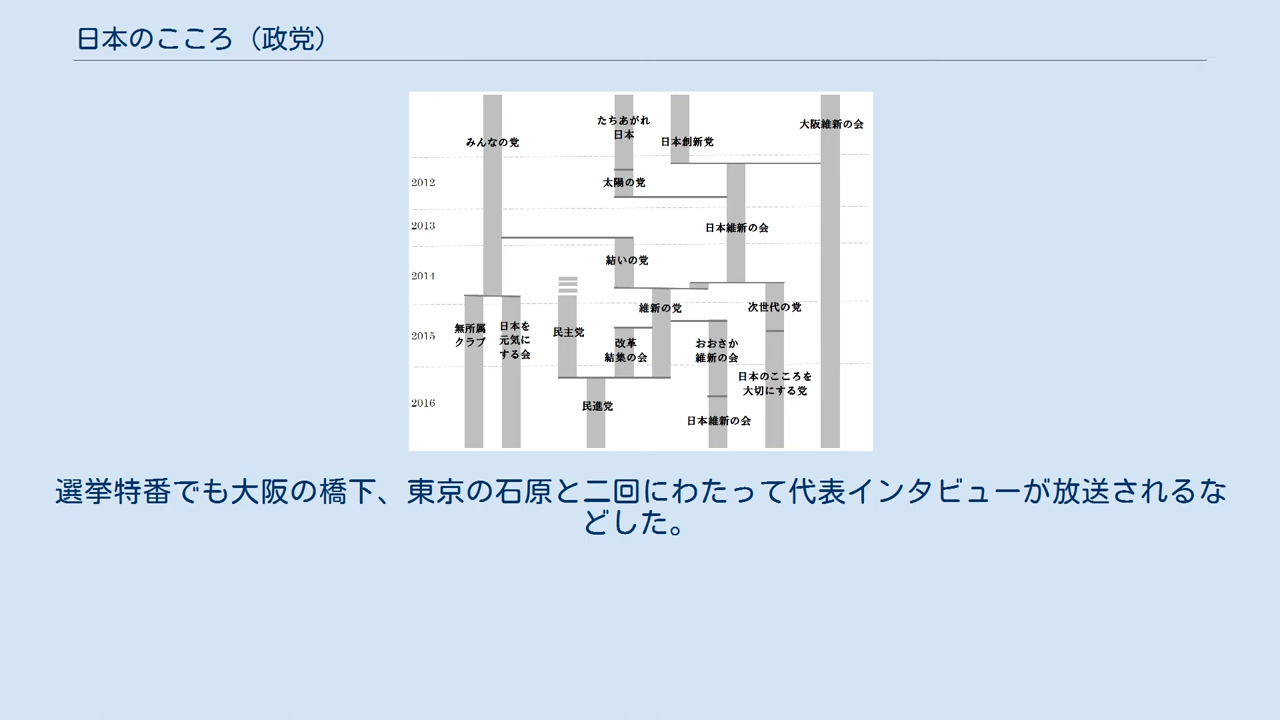 日本のこころ（政党）
みんなの党
たちあがれ
日本
日本創新党
大阪維新の会
2012
太陽の党
2013
日本維新の会
結いの党
2014
維新の党
次世代の党
無所属
クラブ
日本を
元気に
する会
民主党
2015
改革
結集の会
おおさか
維新の会
日本のこころを
大切にする党
2016
民進党
日本維新の会
選挙特番でも大阪の橋下、東京の石原と二回にわたって代表インタビューが放送されるな
どした。